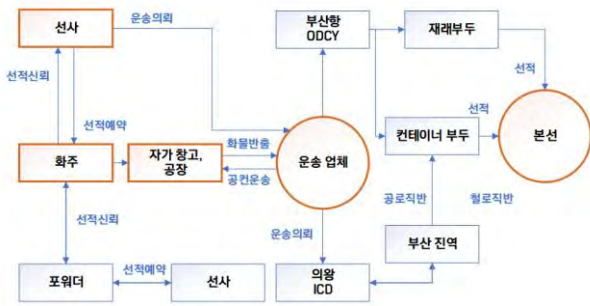 선사
운송의뢰
부산항
ODCY
재래부두
선적신뢰
선적예약
선적
화주
자가 창고,
공장
화물반출
공컨운송
운송 업체
컨테이너 부두
선적
본선
선적신뢰
운송의뢰
공로직반
철로직반
부산 진역
포워더
선적예약
선사
의왕
ICD